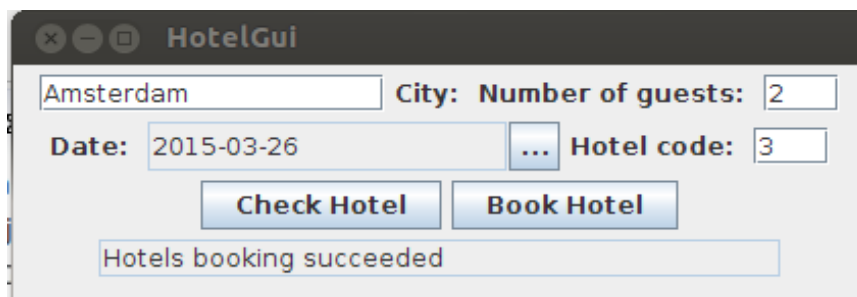 HotelGui
Amsterdam City: Number of guests: 2
Date: 2015-03-26 ... Hotel code: 3
Check Hotel Book Hotel
Hotels booking succeeded